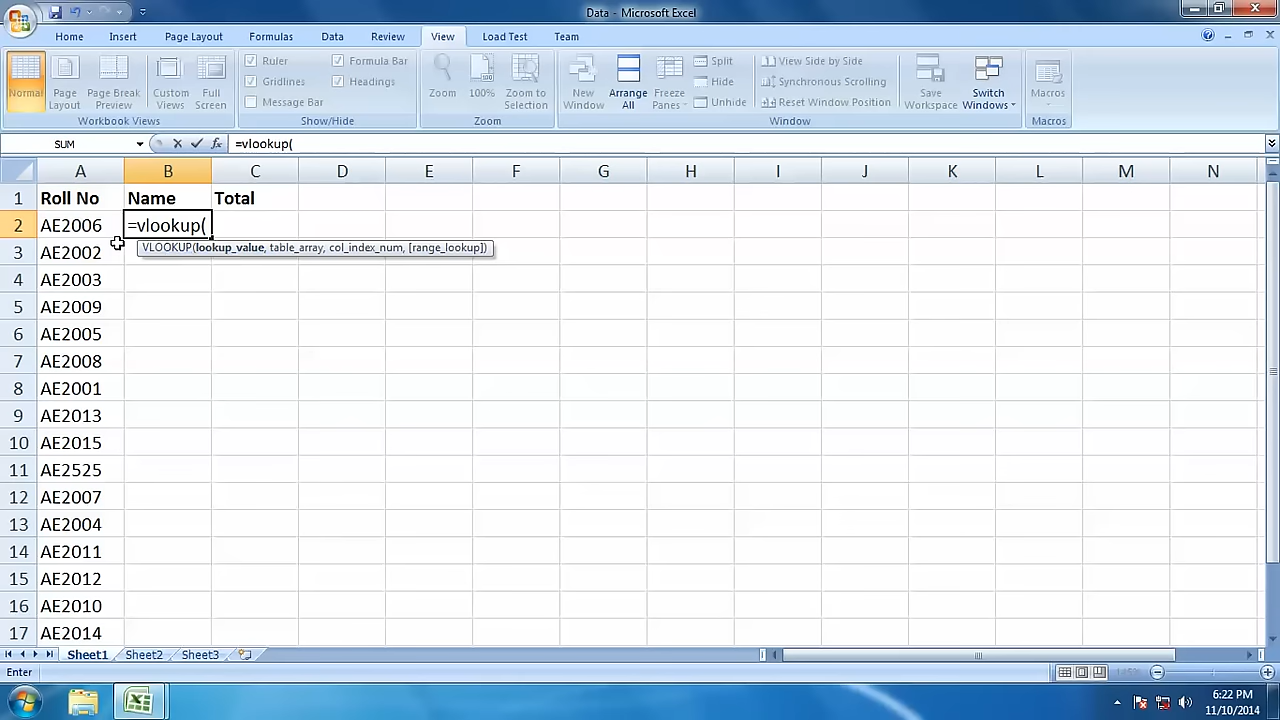 Data - Microsoft Excel
Home Insert Page Layout Formulas Data Review View Load Test Team
Normal Page Layout Page Break Preview Custom Views Full Screen
Workbook Views
Ruler Formula Bar
Gridlines Headings
Message Bar
Show/Hide
Zoom 100% Zoom to Selection
Zoom
New Window Arrange All Freeze Panes
Split View Side by Side
Hide Synchronous Scrolling
Unhide Reset Window Position
Save Workspace Switch Windows
Window
Macros
Macros
SUM fx =vlookup(
A B C D E F G H I J K L M N
1 Roll No Name Total
2 AE2006 =vlookup(
VLOOKUP(lookup_value, table_array, col_index_num, [range_lookup])
3 AE2002
4 AE2003
5 AE2009
6 AE2005
7 AE2008
8 AE2001
9 AE2013
10 AE2015
11 AE2525
12 AE2007
13 AE2004
14 AE2011
15 AE2012
16 AE2010
17 AE2014
Sheet1 Sheet2 Sheet3
Enter
6:22 PM
11/10/2014